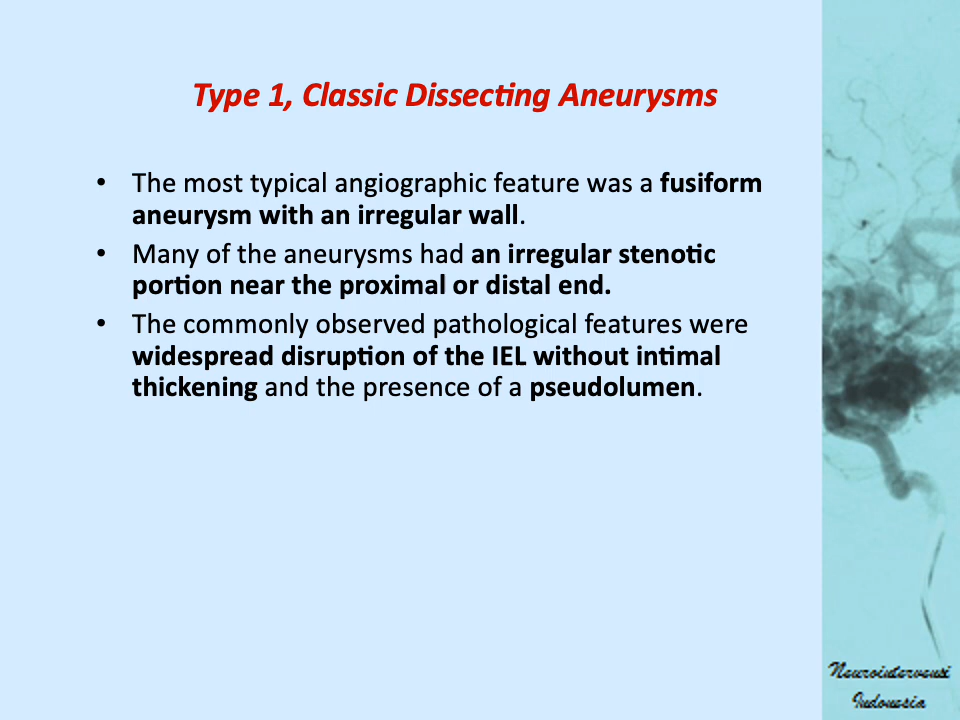 Type 1, Classic Dissecting Aneurysms
• The most typical angiographic feature was a fusiform
aneurysm with an irregular wall.
• Many of the aneurysms had an irregular stenotic
portion near the proximal or distal end.
• The commonly observed pathological features were
widespread disruption of the IEL without intimal
thickening and the presence of a pseudolumen.
Neurointervensi
Indonesia